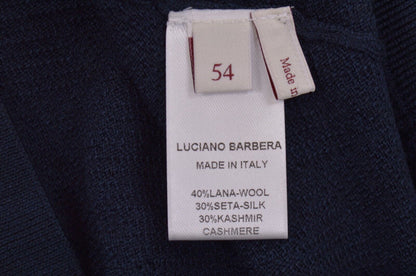 54
Made in
LUCIANO BARBERA
MADE IN ITALY
40%LANA-WOOL
30%SETA-SILK
30%KASHMIR
CASHMERE